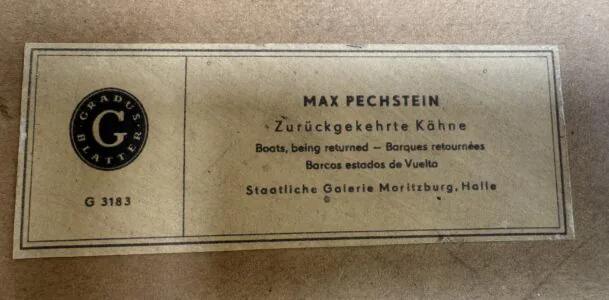 GRADUS
G
BLÄTTER
G 3183
MAX PECHSTEIN
Zurückgekehrte Kähne
Boats, being returned — Barques retournées
Barcos estados de Vuelta
Staatliche Galerie Moritzburg, Halle